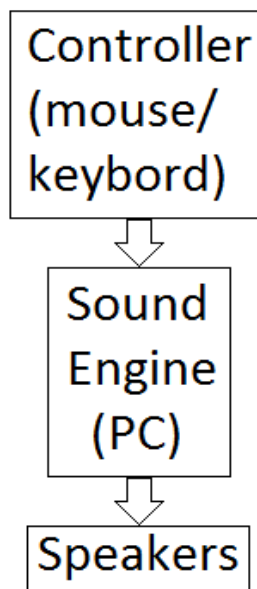 Controller
(mouse/
keybord)
Sound
Engine
(PC)
Speakers